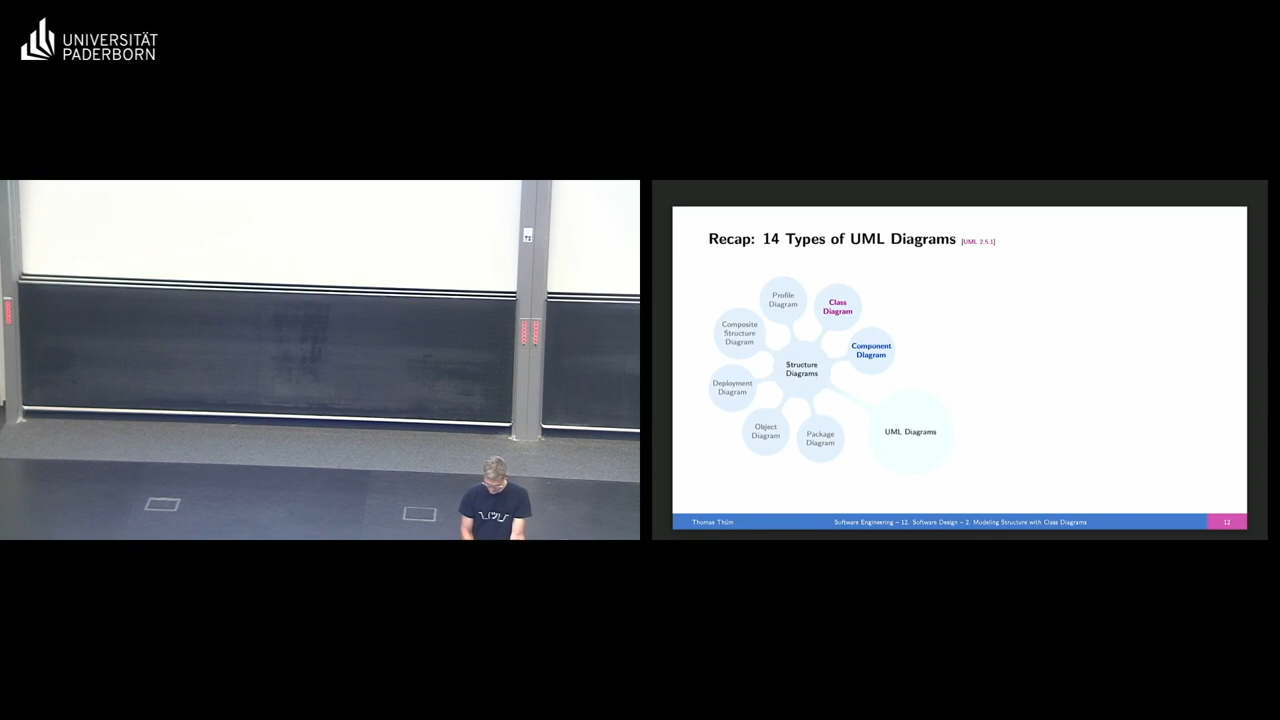 UNIVERSITÄT
PADERBORN
Recap: 14 Types of UML Diagrams [UML 2.5.1]
Profile
Diagram
Class
Diagram
Composite
Structure
Diagram
Component
Diagram
Structure
Diagrams
Deployment
Diagram
Object
Diagram
Package
Diagram
UML Diagrams
Thomas Thüm
Software Engineering – 12. Software Design – 2. Modeling Structure with Class Diagrams
12